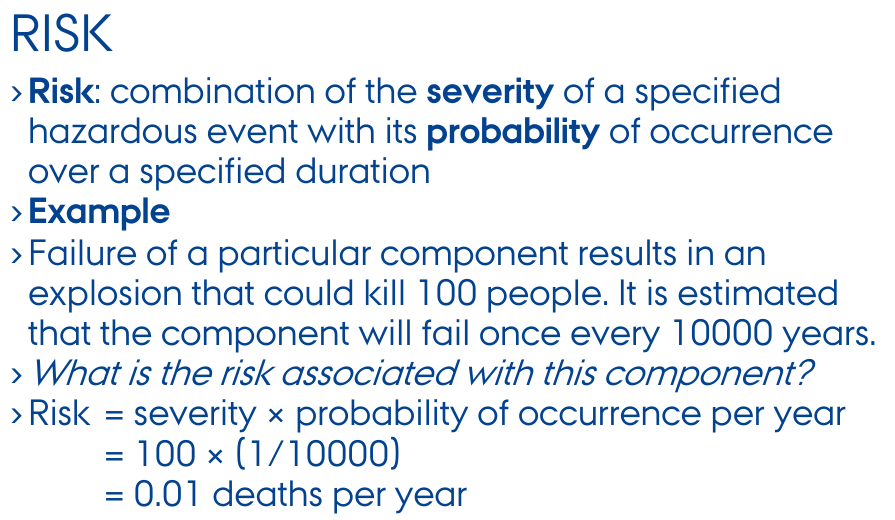 RISK
› Risk: combination of the severity of a specified
hazardous event with its probability of occurrence
over a specified duration
› Example
› Failure of a particular component results in an
explosion that could kill 100 people. It is estimated
that the component will fail once every 10000 years.
› What is the risk associated with this component?
› Risk = severity × probability of occurrence per year
= 100 × (1/10000)
= 0.01 deaths per year